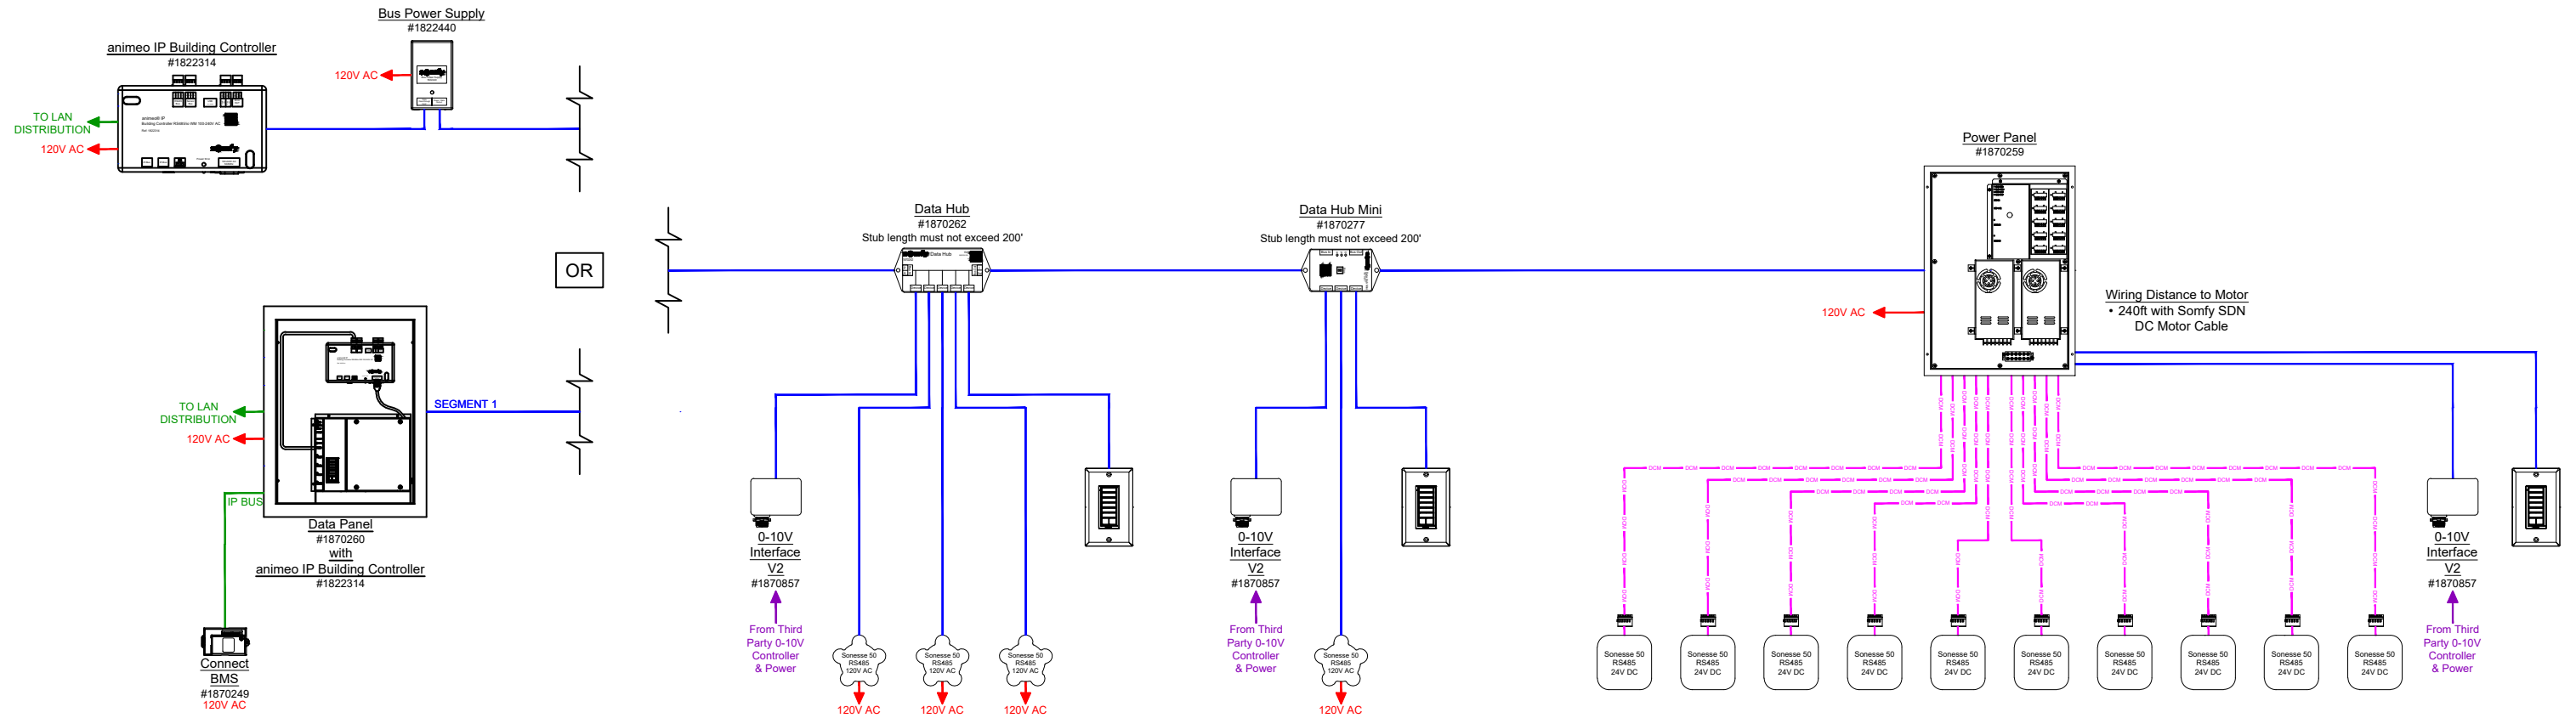 Bus Power Supply
#1822440
120V AC
animeo IP Building Controller
#1822314
TO LAN
DISTRIBUTION
120V AC
animeo® IP
OR
TO LAN
DISTRIBUTION
120V AC
SEGMENT 1
IP BUS
Data Panel
#1870260
with
animeo IP Building Controller
#1822314
Connect
BMS
#1870249
120V AC
Data Hub
#1870262
Stub length must not exceed 200'
Data Hub
0-10V
Interface
V2
#1870857
From Third
Party 0-10V
Controller
& Power
Sonesse 50
RS485
120V AC
120V AC
Sonesse 50
RS485
120V AC
120V AC
Sonesse 50
RS485
120V AC
120V AC
Data Hub Mini
#1870277
Stub length must not exceed 200'
0-10V
Interface
V2
#1870857
From Third
Party 0-10V
Controller
& Power
Sonesse 50
RS485
120V AC
120V AC
Power Panel
#1870259
120V AC
Wiring Distance to Motor
• 240ft with Somfy SDN
DC Motor Cable
DCM
Sonesse 50
RS485
24V DC
Sonesse 50
RS485
24V DC
Sonesse 50
RS485
24V DC
Sonesse 50
RS485
24V DC
Sonesse 50
RS485
24V DC
Sonesse 50
RS485
24V DC
Sonesse 50
RS485
24V DC
Sonesse 50
RS485
24V DC
Sonesse 50
RS485
24V DC
Sonesse 50
RS485
24V DC
0-10V
Interface
V2
#1870857
From Third
Party 0-10V
Controller
& Power